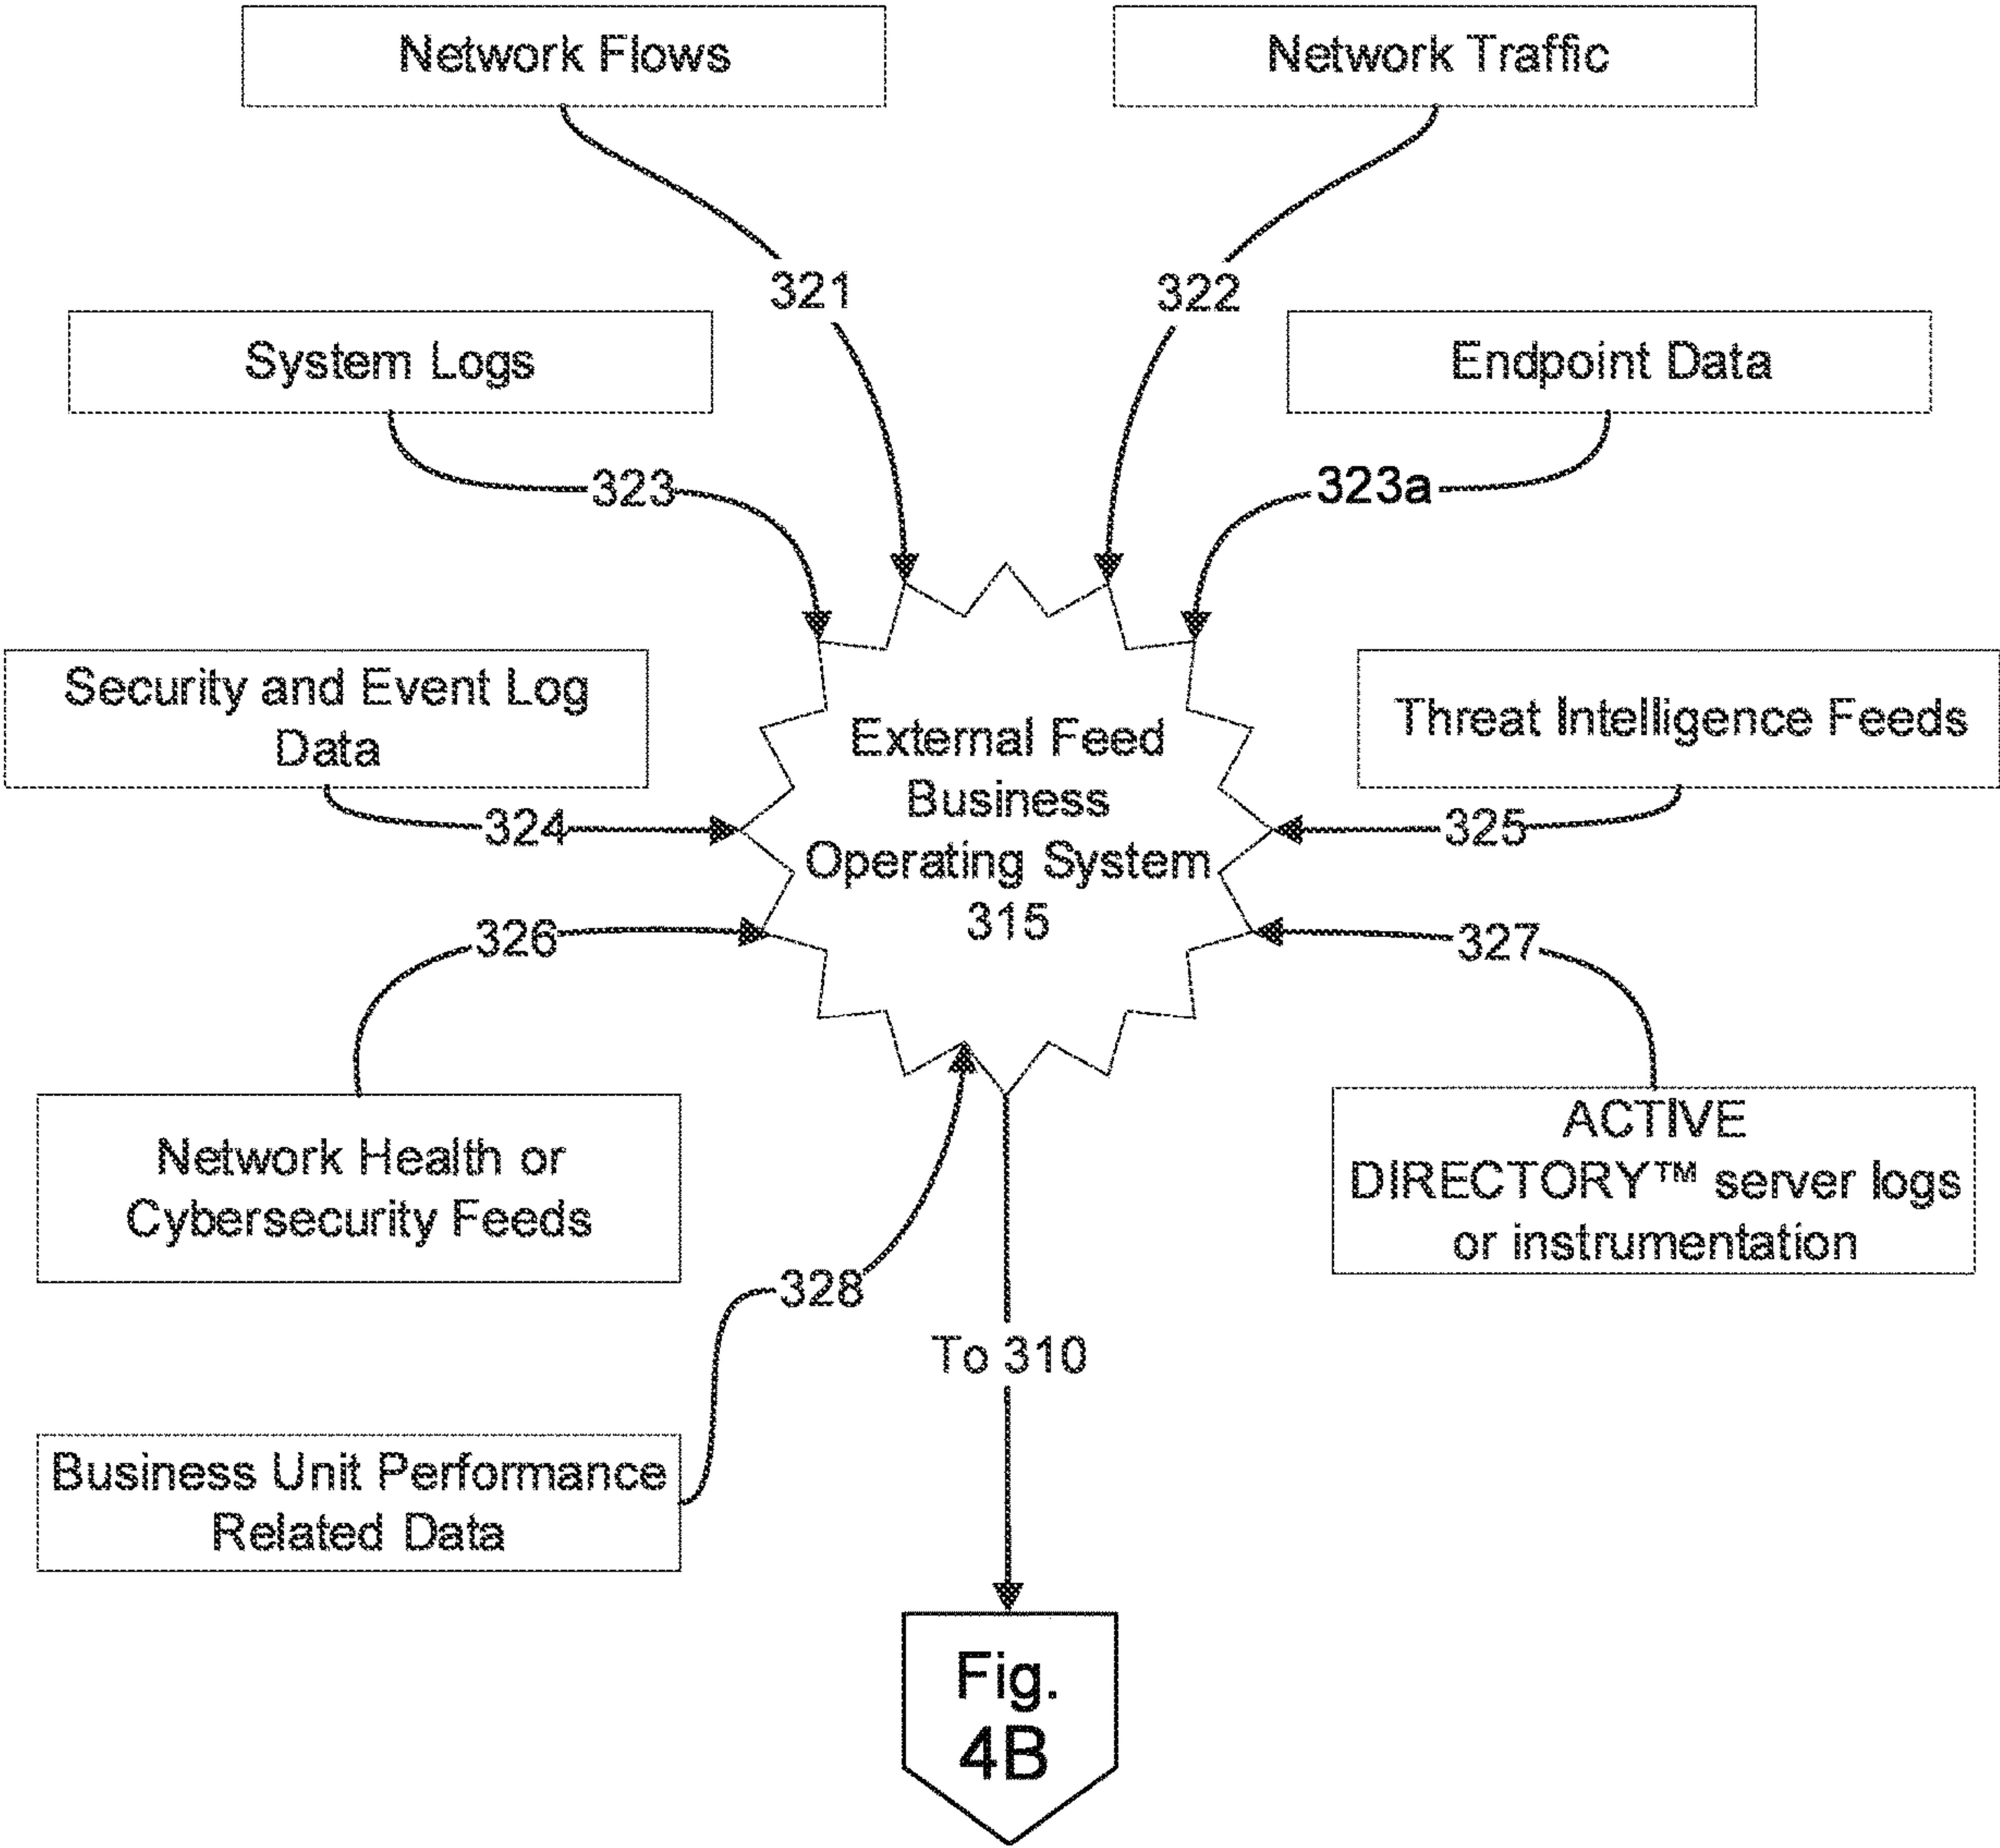 Network Flows
Network Traffic
321
322
System Logs
Endpoint Data
323
323a
Security and Event Log
Data
External Feed
Business
Operating System
315
Threat Intelligence Feeds
324
325
326
327
Network Health or
Cybersecurity Feeds
ACTIVE
DIRECTORY™ server logs
or instrumentation
328
To 310
Business Unit Performance
Related Data
Fig.
4B